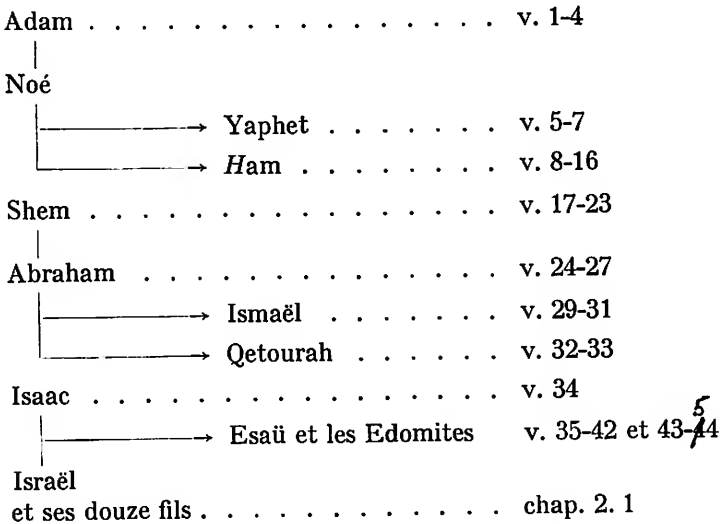 Adam . . . . . . . . . . . . . . . . . v. 1-4
Noé
Yaphet . . . . . . . v. 5-7
Ham . . . . . . . . v. 8-16
Shem . . . . . . . . . . . . . . . . . v. 17-23
Abraham . . . . . . . . . . . . . . v. 24-27
Ismaël . . . . . . . v. 29-31
Qetourah . . . . . . v. 32-33
Isaac . . . . . . . . . . . . . . . . . v. 34
Esaü et les Edomites v. 35-42 et 43-54
Israël
et ses douze fils . . . . . . . . . . . . chap. 2. 1